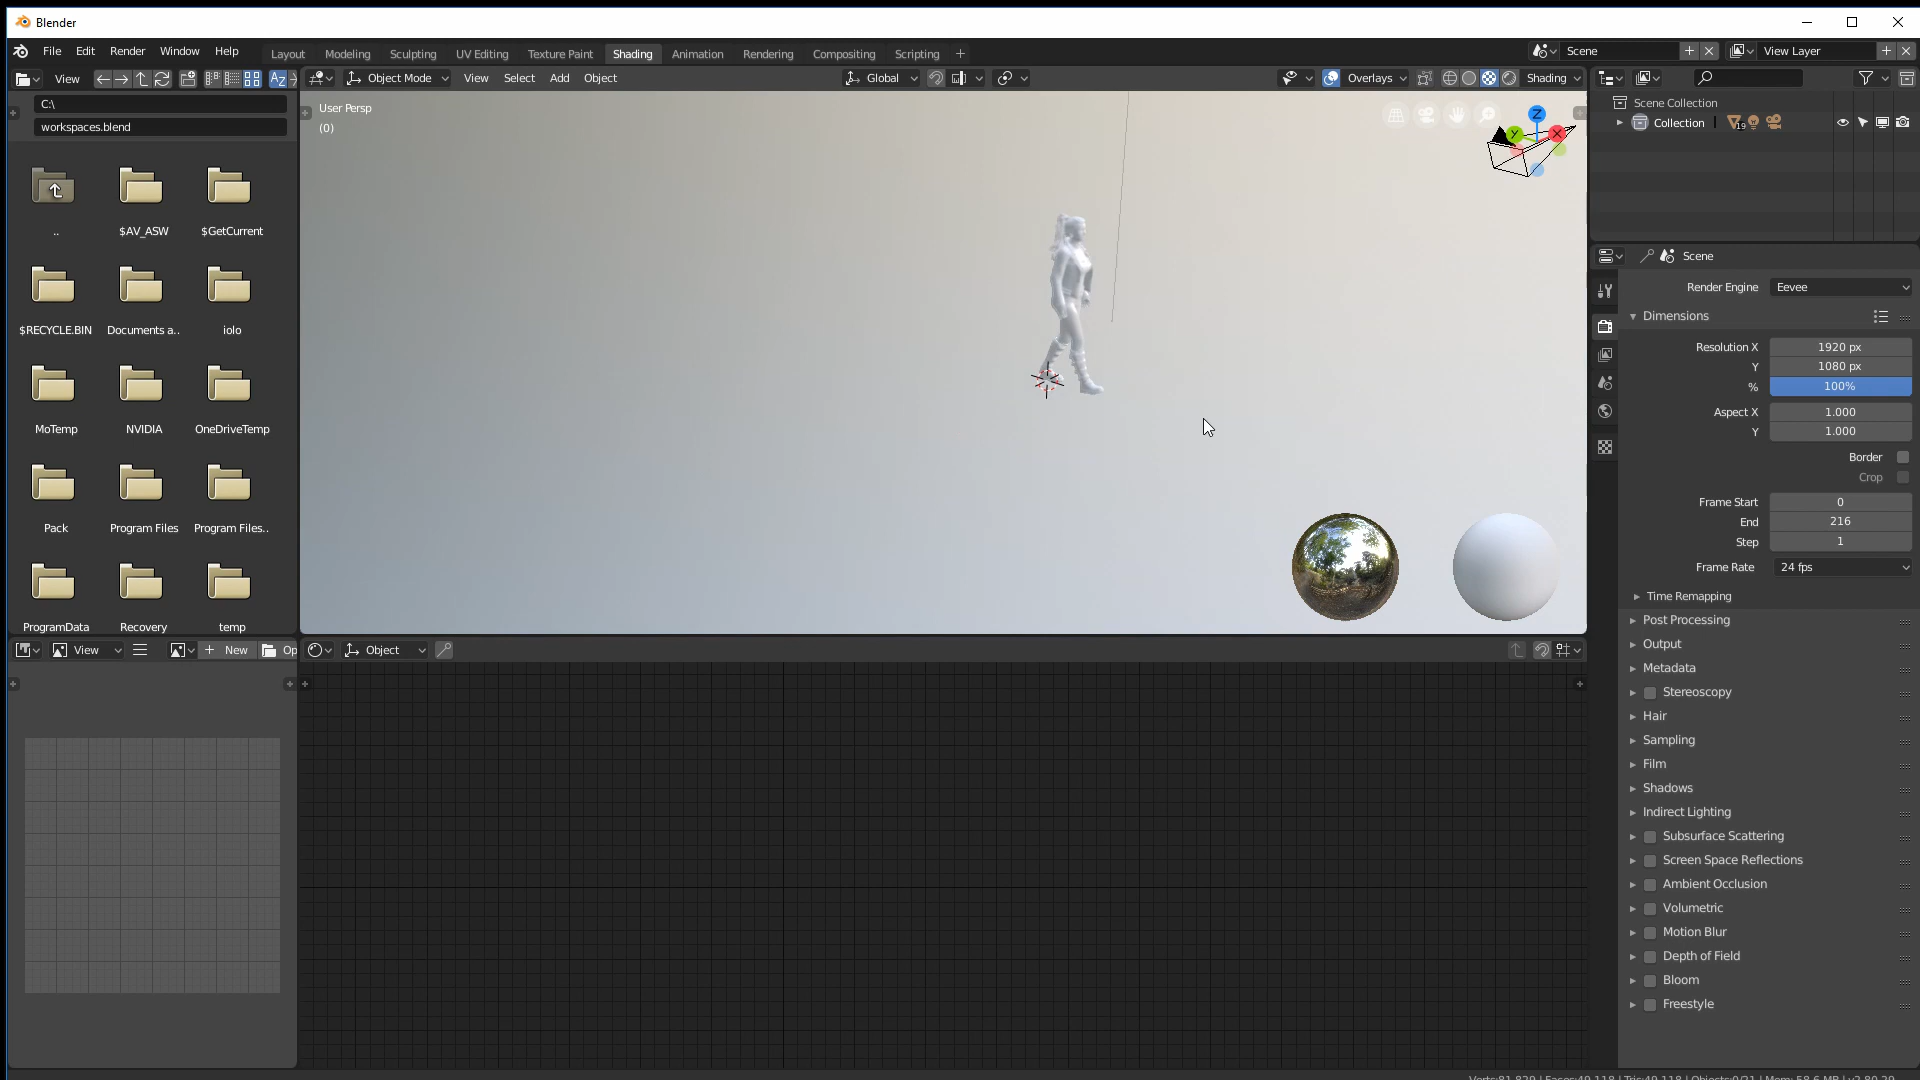 Blender
File Edit Render Window Help
Layout Modeling Sculpting UV Editing Texture Paint Shading Animation Rendering Compositing Scripting +
Scene
View Layer
View
Object Mode View Select Add Object
Global
Overlays
Shading
C:\
workspaces.blend
..
$AV_ASW
$GetCurrent
$RECYCLE.BIN
Documents a..
iolo
MoTemp
NVIDIA
OneDriveTemp
Pack
Program Files
Program Files..
ProgramData
Recovery
temp
User Persp
(0)
Z
Y
X
Scene Collection
Collection
19
Scene
Render Engine Eevee
Dimensions
Resolution X 1920 px
Y 1080 px
% 100%
Aspect X 1.000
Y 1.000
Border
Crop
Frame Start 0
End 216
Step 1
Frame Rate 24 fps
Time Remapping
Post Processing
Output
Metadata
Stereoscopy
Hair
Sampling
Film
Shadows
Indirect Lighting
Subsurface Scattering
Screen Space Reflections
Ambient Occlusion
Volumetric
Motion Blur
Depth of Field
Bloom
Freestyle
View
New
Op
Object